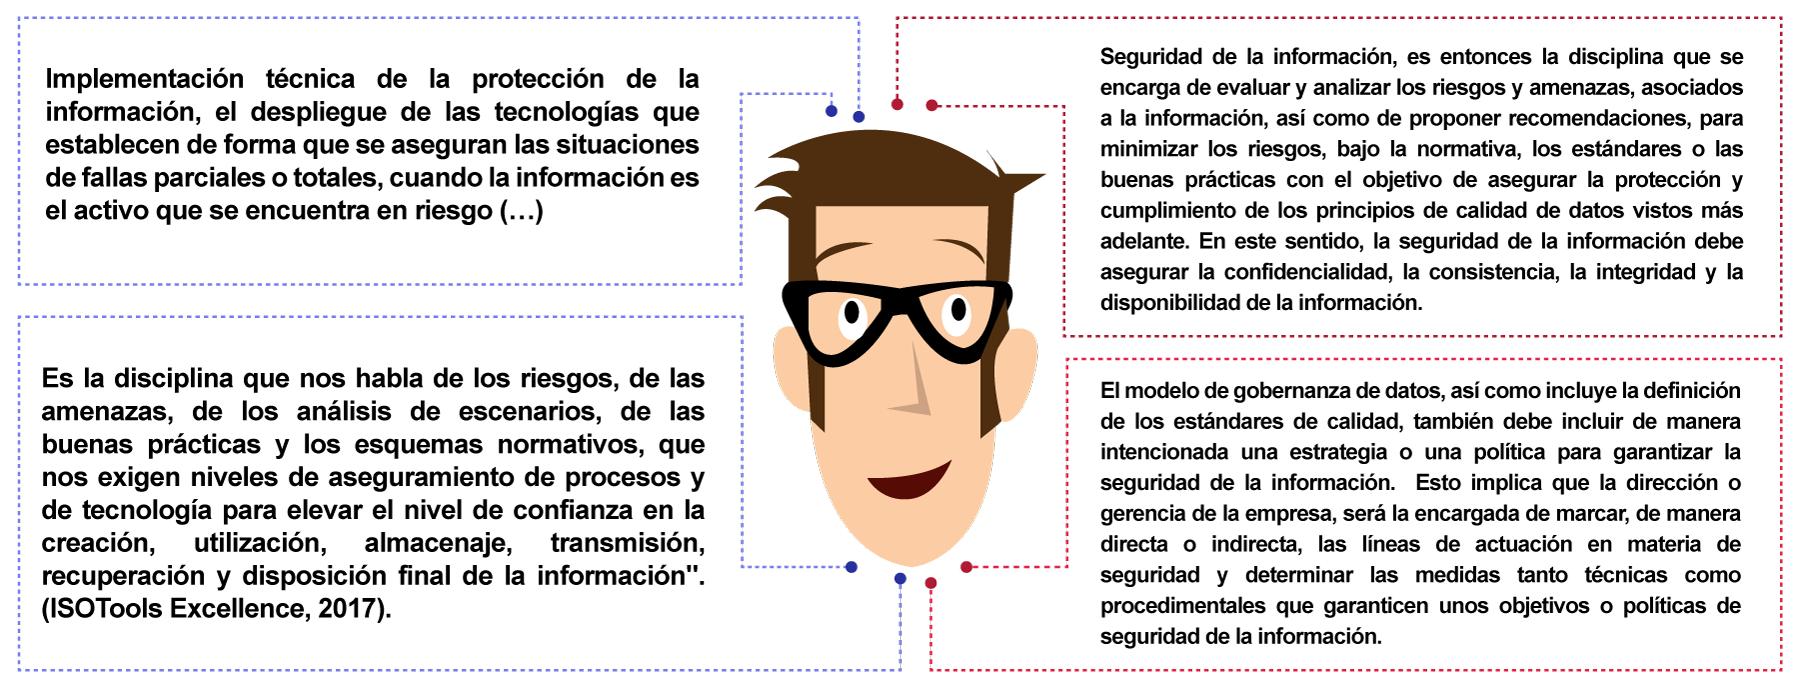 Implementación técnica de la protección de la
información, el despliegue de las tecnologías que
establecen de forma que se aseguran las situaciones
de fallas parciales o totales, cuando la información es
el activo que se encuentra en riesgo (…)
Es la disciplina que nos habla de los riesgos, de las
amenazas, de los análisis de escenarios, de las
buenas prácticas y los esquemas normativos, que
nos exigen niveles de aseguramiento de procesos y
de tecnología para elevar el nivel de confianza en la
creación, utilización, almacenaje, transmisión,
recuperación y disposición final de la información".
(ISOTools Excellence, 2017).
Seguridad de la información, es entonces la disciplina que se
encarga de evaluar y analizar los riesgos y amenazas, asociados
a la información, así como de proponer recomendaciones, para
minimizar los riesgos, bajo la normativa, los estándares o las
buenas prácticas con el objetivo de asegurar la protección y
cumplimiento de los principios de calidad de datos vistos más
adelante. En este sentido, la seguridad de la información debe
asegurar la confidencialidad, la consistencia, la integridad y la
disponibilidad de la información.
El modelo de gobernanza de datos, así como incluye la definición
de los estándares de calidad, también debe incluir de manera
intencionada una estrategia o una política para garantizar la
seguridad de la información. Esto implica que la dirección o
gerencia de la empresa, será la encargada de marcar, de manera
directa o indirecta, las líneas de actuación en materia de
seguridad y determinar las medidas tanto técnicas como
procedimentales que garanticen unos objetivos o políticas de
seguridad de la información.